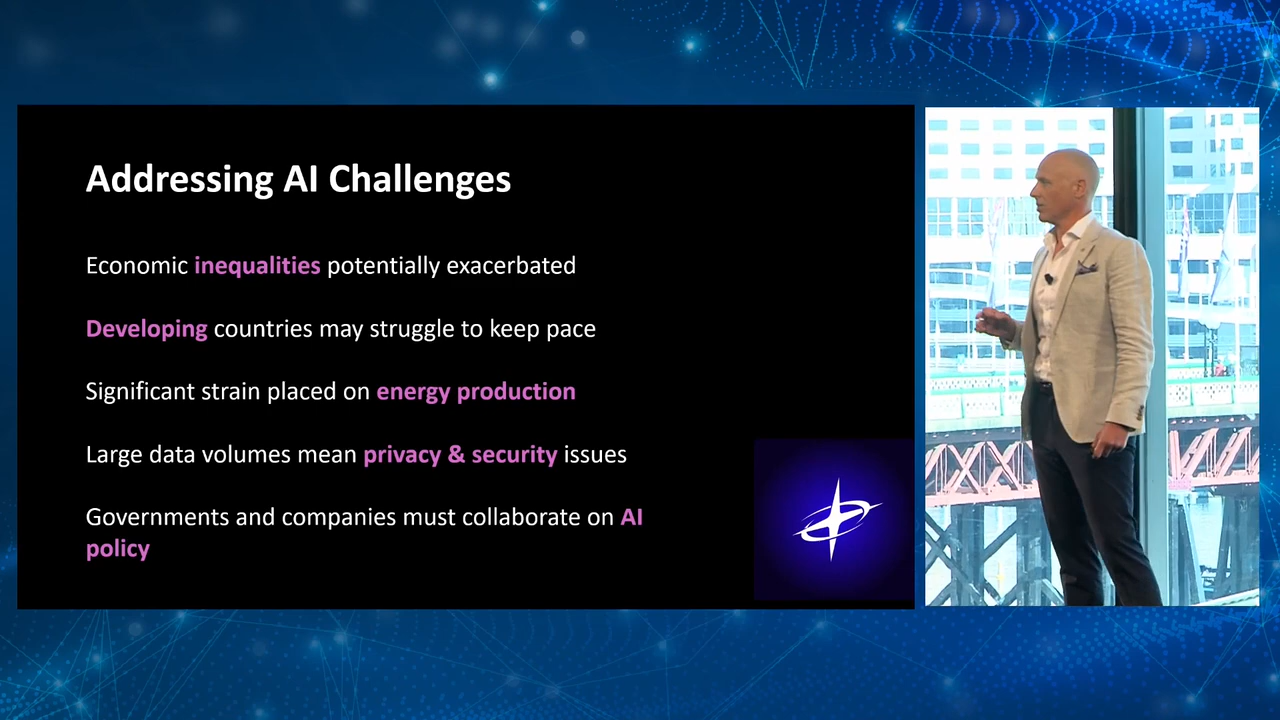 Addressing AI Challenges
Economic inequalities potentially exacerbated
Developing countries may struggle to keep pace
Significant strain placed on energy production
Large data volumes mean privacy & security issues
Governments and companies must collaborate on AI
policy